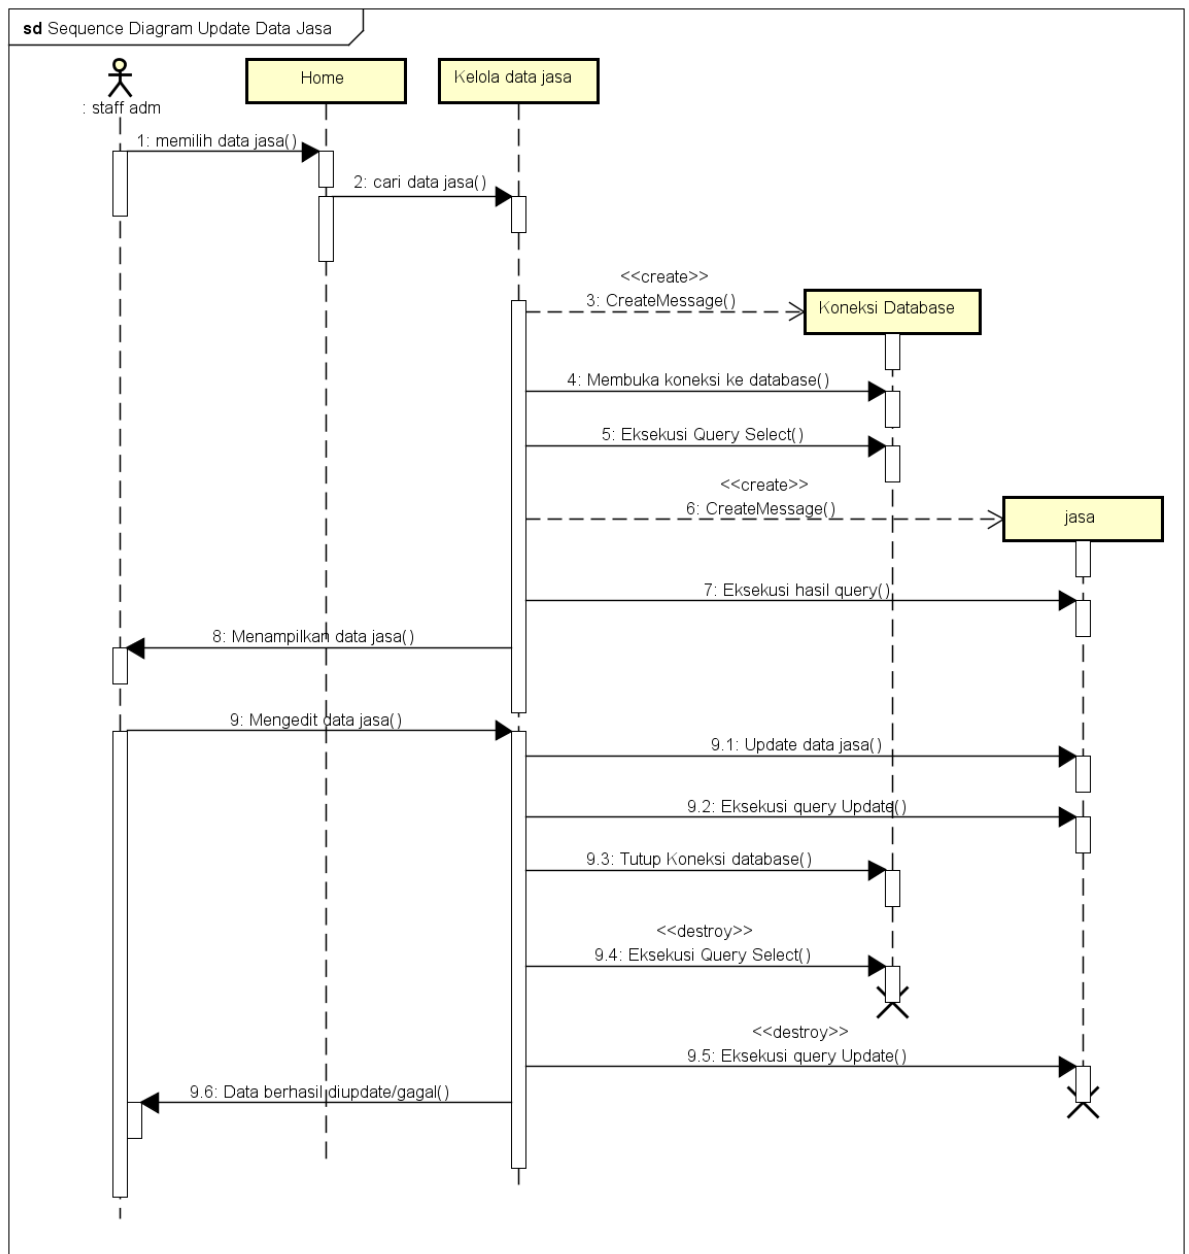 sd Sequence Diagram Update Data Jasa
Home
Kelola data jasa
: staff adm
1: memilih data jasa()
2: cari data jasa()
<<create>>
3: CreateMessage()
Koneksi Database
4: Membuka koneksi ke database()
5: Eksekusi Query Select()
<<create>>
6: CreateMessage()
jasa
7: Eksekusi hasil query()
8: Menampilkan data jasa()
9: Mengedit data jasa()
9.1: Update data jasa()
9.2: Eksekusi query Update()
9.3: Tutup Koneksi database()
<<destroy>>
9.4: Eksekusi Query Select()
<<destroy>>
9.5: Eksekusi query Update()
9.6: Data berhasil diupdate/gagal()